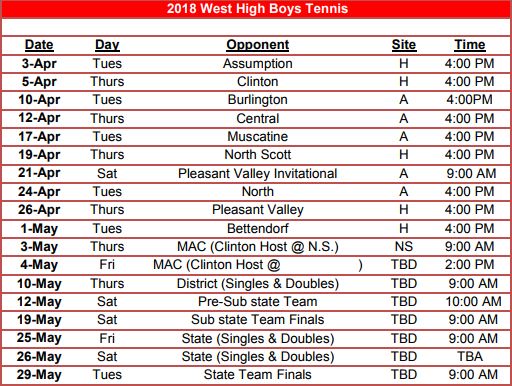 2018 West High Boys Tennis
Date Day Opponent Site Time
3-Apr Tues Assumption H 4:00 PM
5-Apr Thurs Clinton H 4:00 PM
10-Apr Tues Burlington A 4:00PM
12-Apr Thurs Central A 4:00 PM
17-Apr Tues Muscatine A 4:00 PM
19-Apr Thurs North Scott H 4:00 PM
21-Apr Sat Pleasant Valley Invitational A 9:00 AM
24-Apr Tues North A 4:00 PM
26-Apr Thurs Pleasant Valley H 4:00 PM
1-May Tues Bettendorf H 4:00 PM
3-May Thurs MAC (Clinton Host @ N.S.) NS 9:00 AM
4-May Fri MAC (Clinton Host @ ) TBD 2:00 PM
10-May Thurs District (Singles & Doubles) TBD 9:00 AM
12-May Sat Pre-Sub state Team TBD 10:00 AM
19-May Sat Sub state Team Finals TBD 9:00 AM
25-May Fri State (Singles & Doubles) TBD 9:00 AM
26-May Sat State (Singles & Doubles) TBD TBA
29-May Tues State Team Finals TBD 9:00 AM